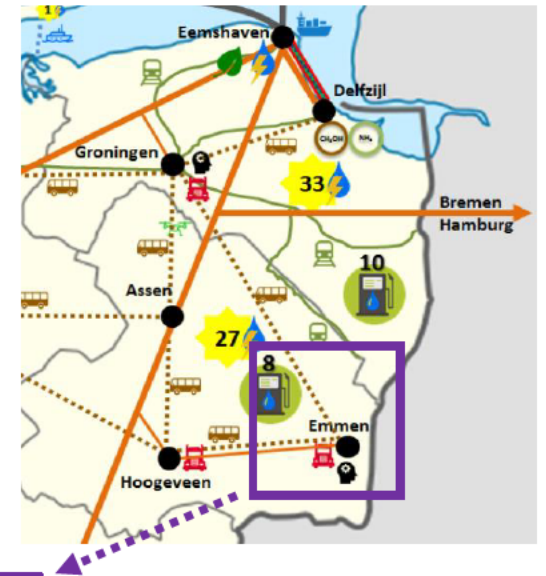 1
Eemshaven
Delfzijl
CH₃OH
NH₃
Groningen
33
Bremen
Hamburg
10
Assen
27
8
Emmen
Hoogeveen